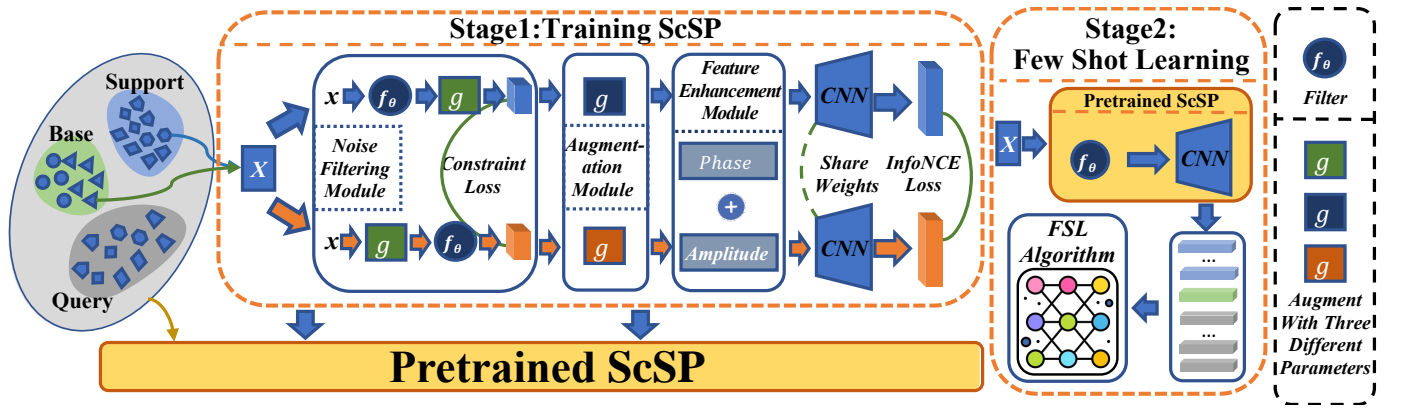 Stage1:Training ScSP
Support
Base
Query
X
x
fθ
g
Noise
Filtering
Module
Constraint
Loss
x
g
fθ
g
Augment-
ation
Module
g
Feature
Enhancement
Module
Phase
+
Amplitude
CNN
Share
Weights
CNN
InfoNCE
Loss
Pretrained ScSP
Stage2:
Few Shot Learning
X
Pretrained ScSP
fθ
CNN
FSL
Algorithm
...
...
fθ
Filter
g
g
g
Augment
With Three
Different
Parameters